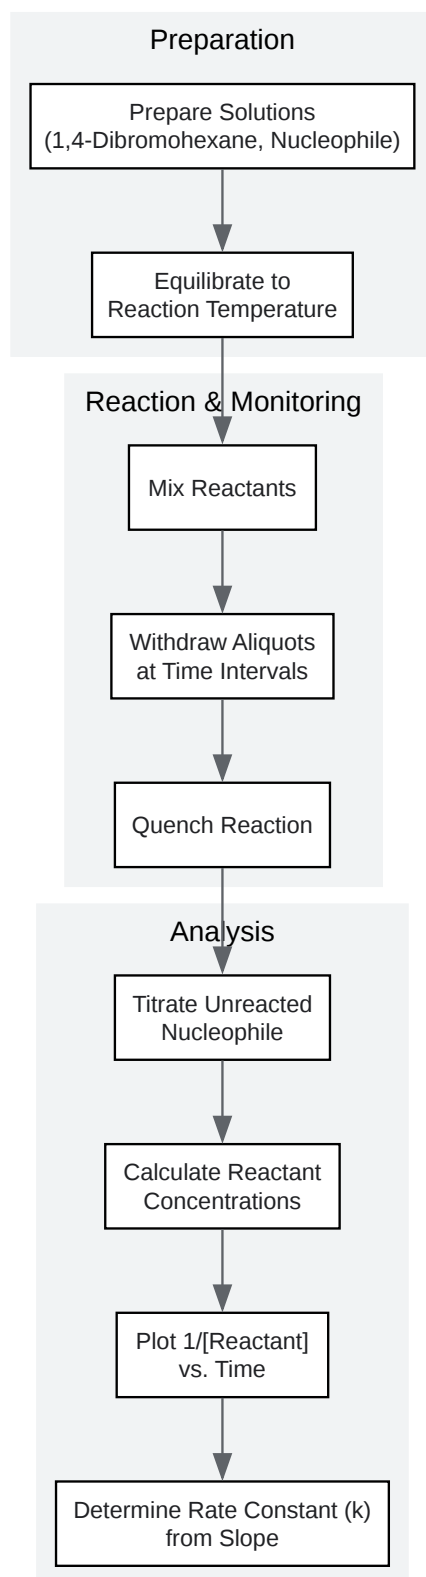 Preparation
Prepare Solutions
(1,4-Dibromohexane, Nucleophile)
Equilibrate to
Reaction Temperature
Reaction & Monitoring
Mix Reactants
Withdraw Aliquots
at Time Intervals
Quench Reaction
Analysis
Titrate Unreacted
Nucleophile
Calculate Reactant
Concentrations
Plot 1/[Reactant]
vs. Time
Determine Rate Constant (k)
from Slope